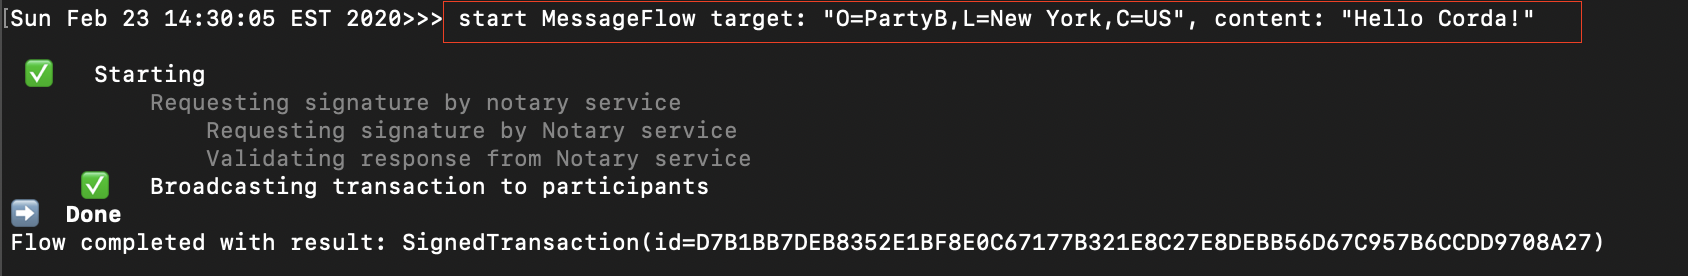 [Sun Feb 23 14:30:05 EST 2020>>> start MessageFlow target: "O=PartyB,L=New York,C=US", content: "Hello Corda!"
✅ Starting
Requesting signature by notary service
Requesting signature by Notary service
Validating response from Notary service
✅ Broadcasting transaction to participants
➡️ Done
Flow completed with result: SignedTransaction(id=D7B1BB7DEB8352E1BF8E0C67177B321E8C27E8DEBB56D67C957B6CCDD9708A27)